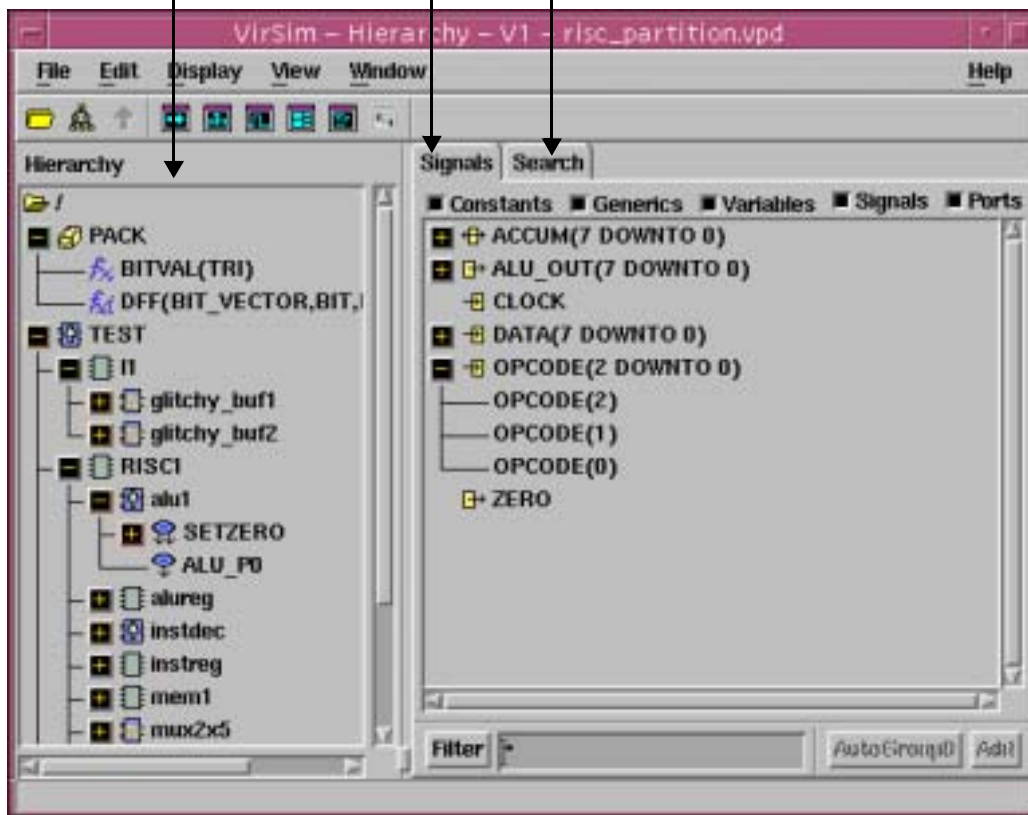 VirSim – Hierarchy – V1 – risc_partition.vpd
File Edit Display View Window Help
Hierarchy
/
PACK
BITVAL(TRI)
DFF(BIT_VECTOR,BIT,
TEST
I1
glitchy_buf1
glitchy_buf2
RISC1
alu1
SETZERO
ALU_P0
alureg
instdec
instreg
mem1
mux2x5
Signals Search
Constants Generics Variables Signals Ports
ACCUM(7 DOWNTO 0)
ALU_OUT(7 DOWNTO 0)
CLOCK
DATA(7 DOWNTO 0)
OPCODE(2 DOWNTO 0)
OPCODE(2)
OPCODE(1)
OPCODE(0)
ZERO
Filter * AutoGroup0 Add